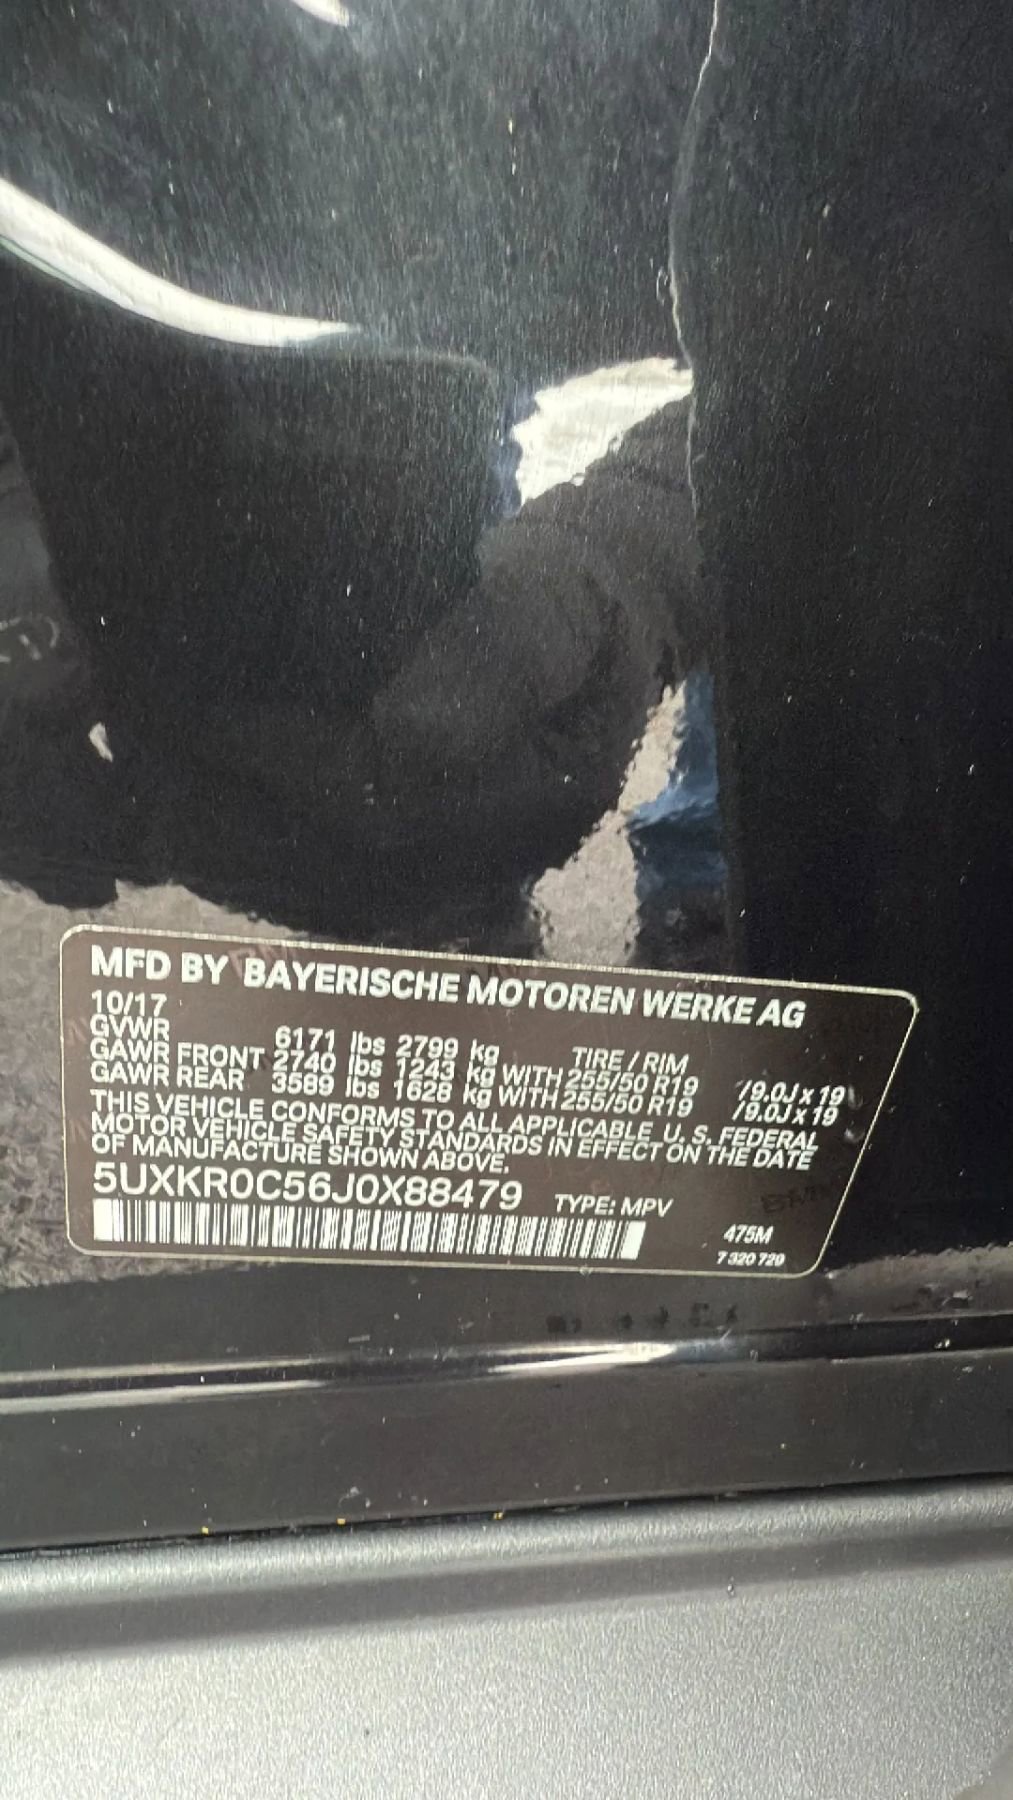 MFD BY BAYERISCHE MOTOREN WERKE AG
10/17
GVWR 6171 lbs 2799 kg TIRE / RIM
GAWR FRONT 2740 lbs 1243 kg WITH 255/50 R19 /9.0J x 19
GAWR REAR 3589 lbs 1628 kg WITH 255/50 R19 /9.0J x 19
THIS VEHICLE CONFORMS TO ALL APPLICABLE U. S. FEDERAL
MOTOR VEHICLE SAFETY STANDARDS IN EFFECT ON THE DATE
OF MANUFACTURE SHOWN ABOVE.
5UXKR0C56J0X88479 TYPE: MPV
475M
7 320 729